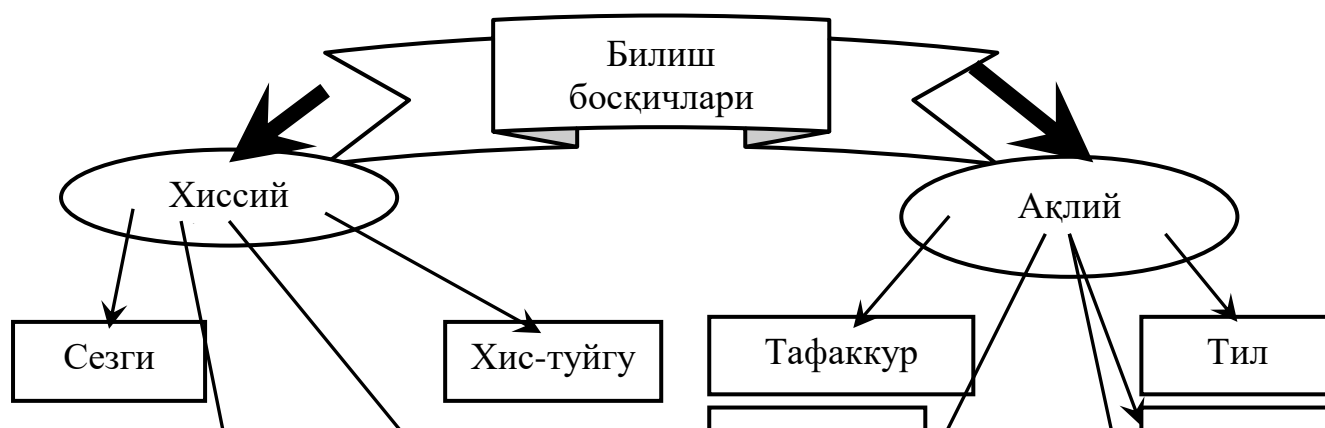 Билиш
босқичлари
Хиссий
Ақлий
Сезги
Хис-туйгу
Тафаккур
Тил